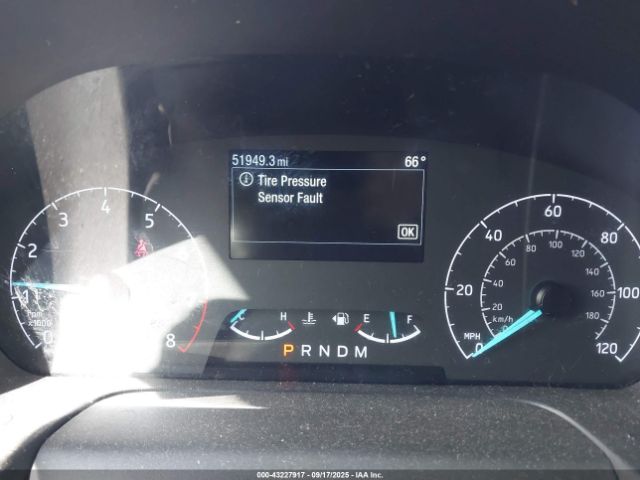 51949.3 mi 66°
Tire Pressure
Sensor Fault
OK
0 1 2 3 4 5 8
x1000
C H E F
P R N D M
0 20 40 60 80 100 120
MPH
0 20 40 60 80 100 120 140 160 180
km/h
000-43227917 - 09/17/2025 - IAAI Inc.